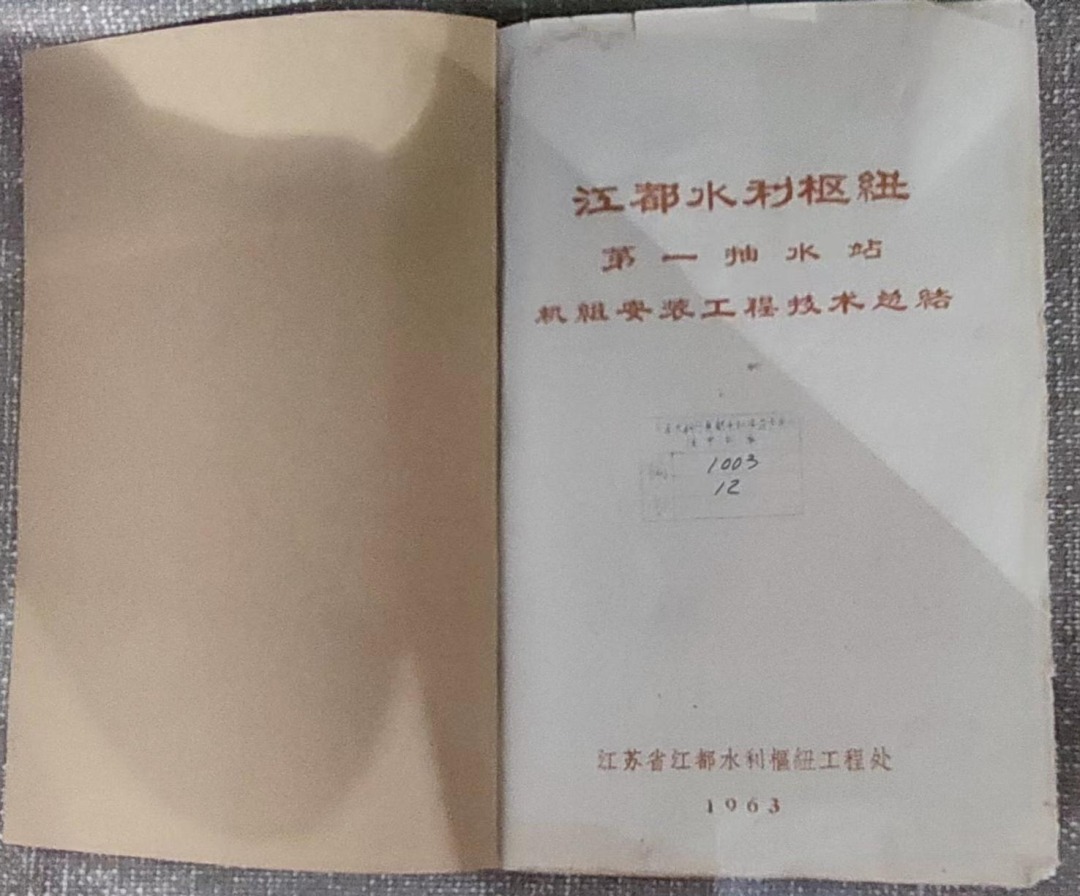 江都水利枢紐
第一抽水站
机組安装工程技术总結
1003
12
江苏省江都水利樞紐工程处
1963